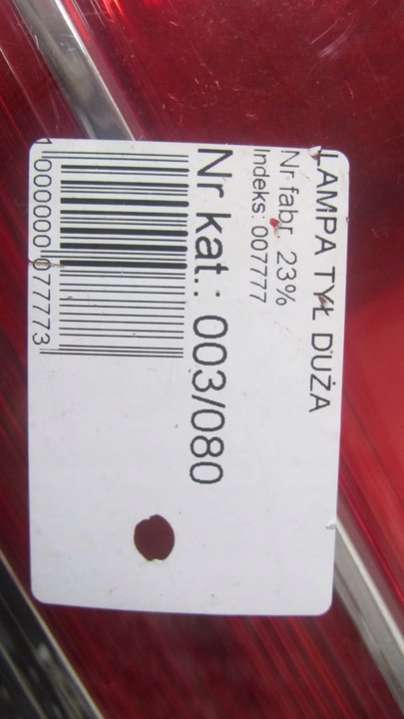 LAMPA TYŁ DUŻA
Nr fabr. 23%
Indeks: 007777
Nr kat.: 003/080
1000000077773